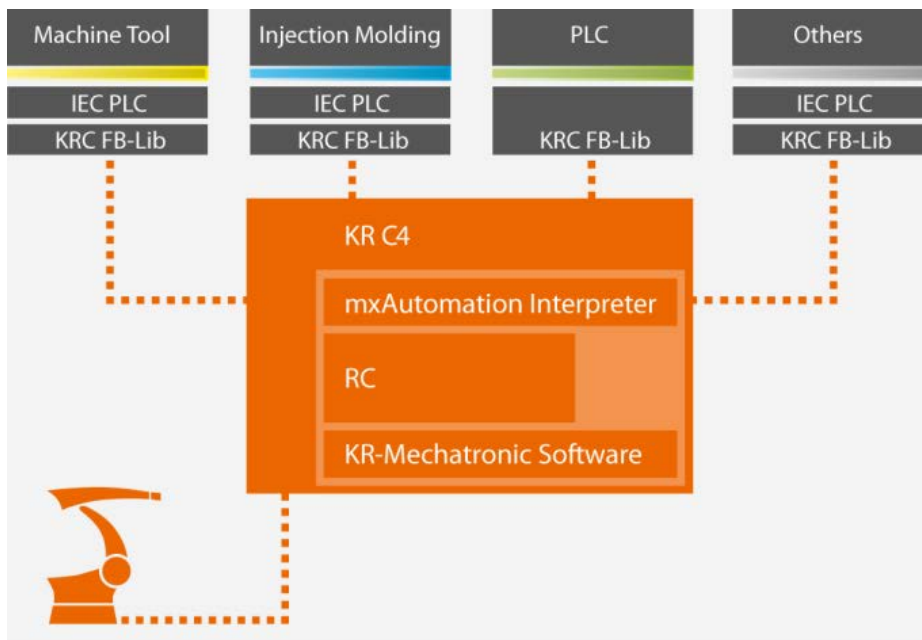 Machine Tool
Injection Molding
PLC
Others
IEC PLC
IEC PLC
IEC PLC
KRC FB-Lib
KRC FB-Lib
KRC FB-Lib
KRC FB-Lib
KR C4
mxAutomation Interpreter
RC
KR-Mechatronic Software